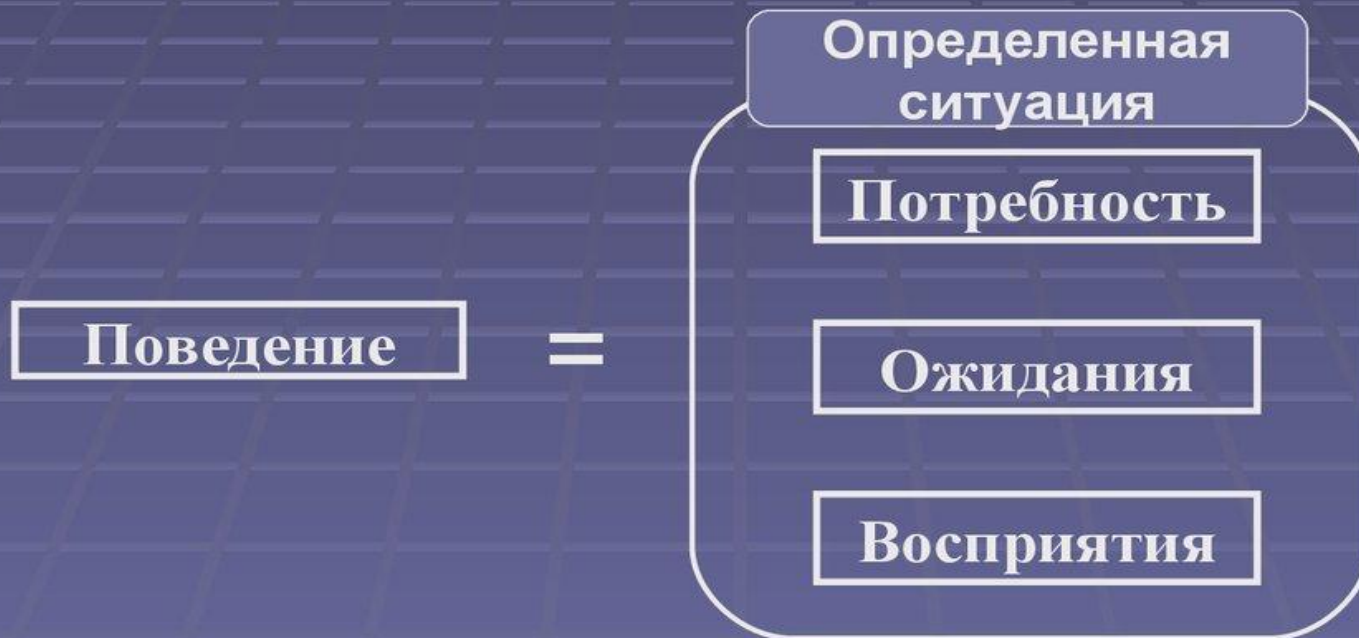 Определенная
ситуация
Потребность
Поведение
=
Ожидания
Восприятия